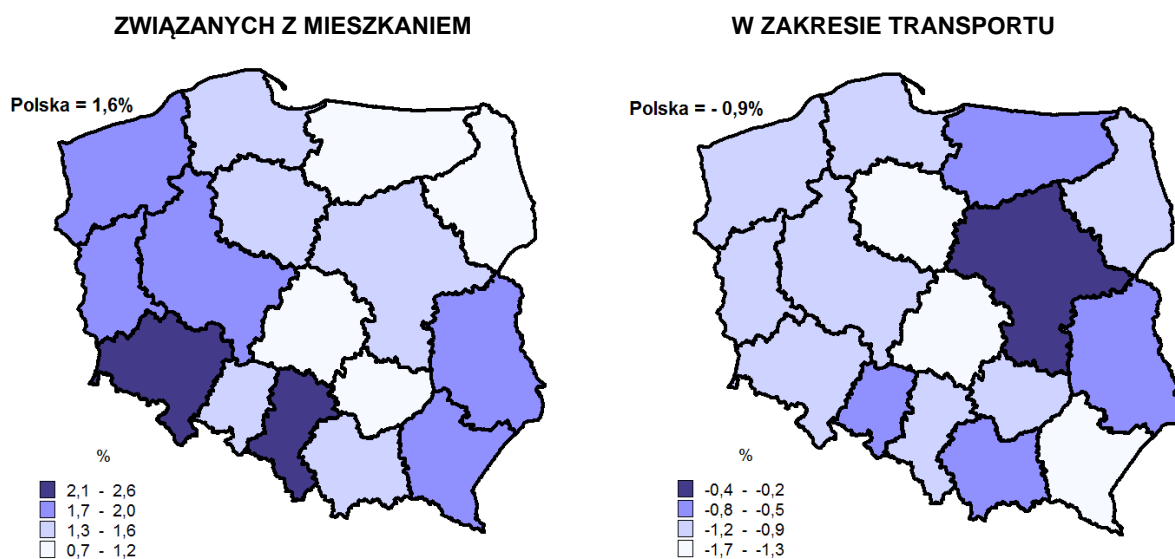 ZWIĄZANYCH Z MIESZKANIEM
Polska = 1,6%
%
2,1 - 2,6
1,7 - 2,0
1,3 - 1,6
0,7 - 1,2
W ZAKRESIE TRANSPORTU
Polska = - 0,9%
%
-0,4 - -0,2
-0,8 - -0,5
-1,2 - -0,9
-1,7 - -1,3